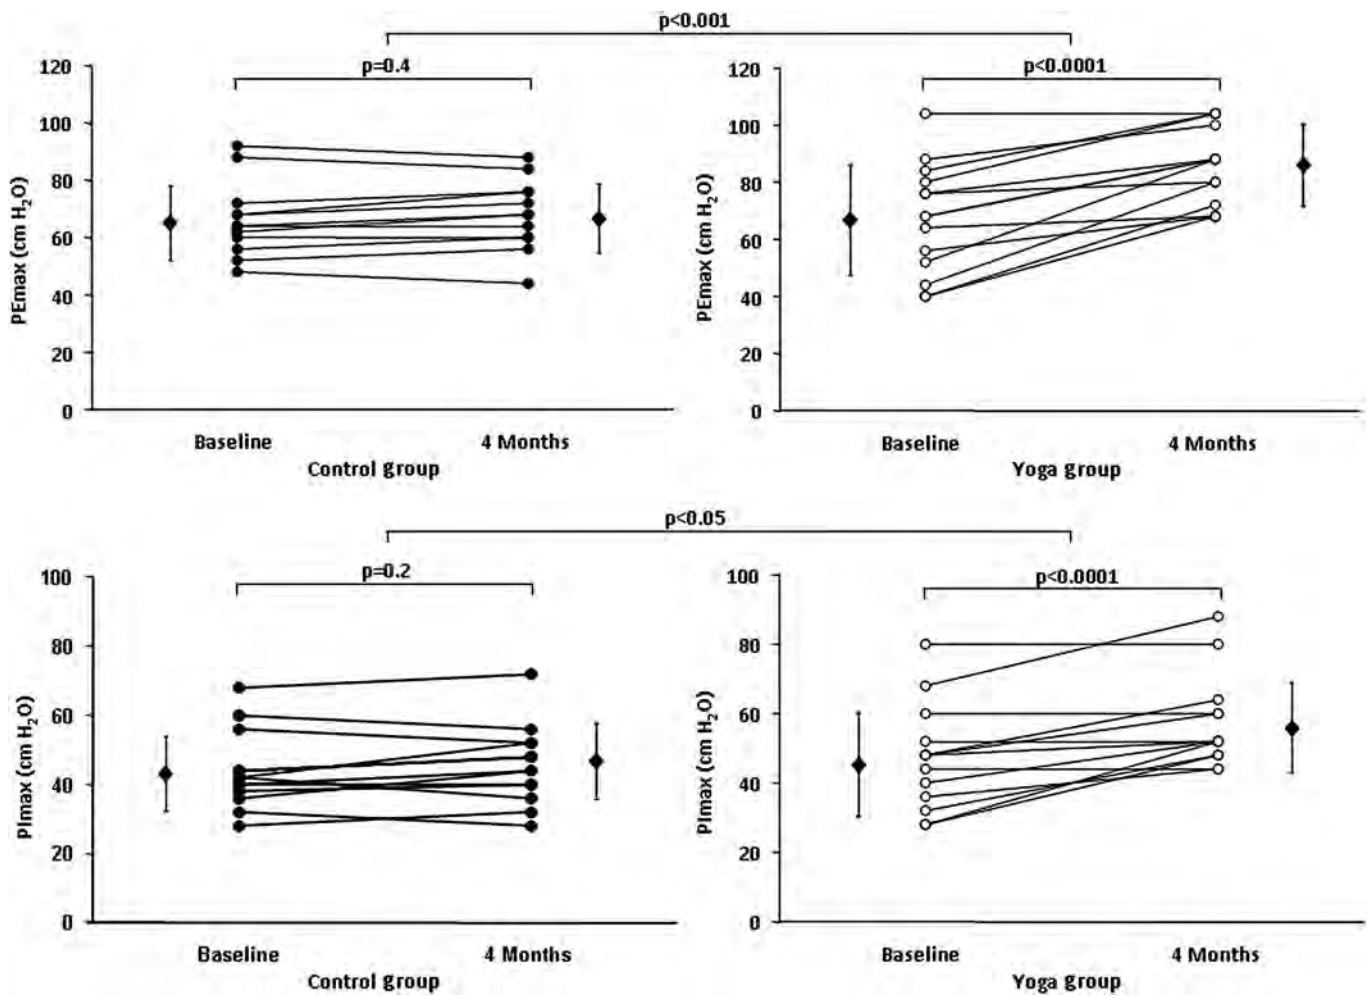 p<0.001
p=0.4
p<0.0001
PEmax (cm H₂O)
120
100
80
60
40
20
0
Baseline
4 Months
Control group
PEmax (cm H₂O)
120
100
80
60
40
20
0
Baseline
4 Months
Yoga group
p<0.05
p=0.2
p<0.0001
PImax (cm H₂O)
100
80
60
40
20
0
Baseline
4 Months
Control group
PImax (cm H₂O)
100
80
60
40
20
0
Baseline
4 Months
Yoga group